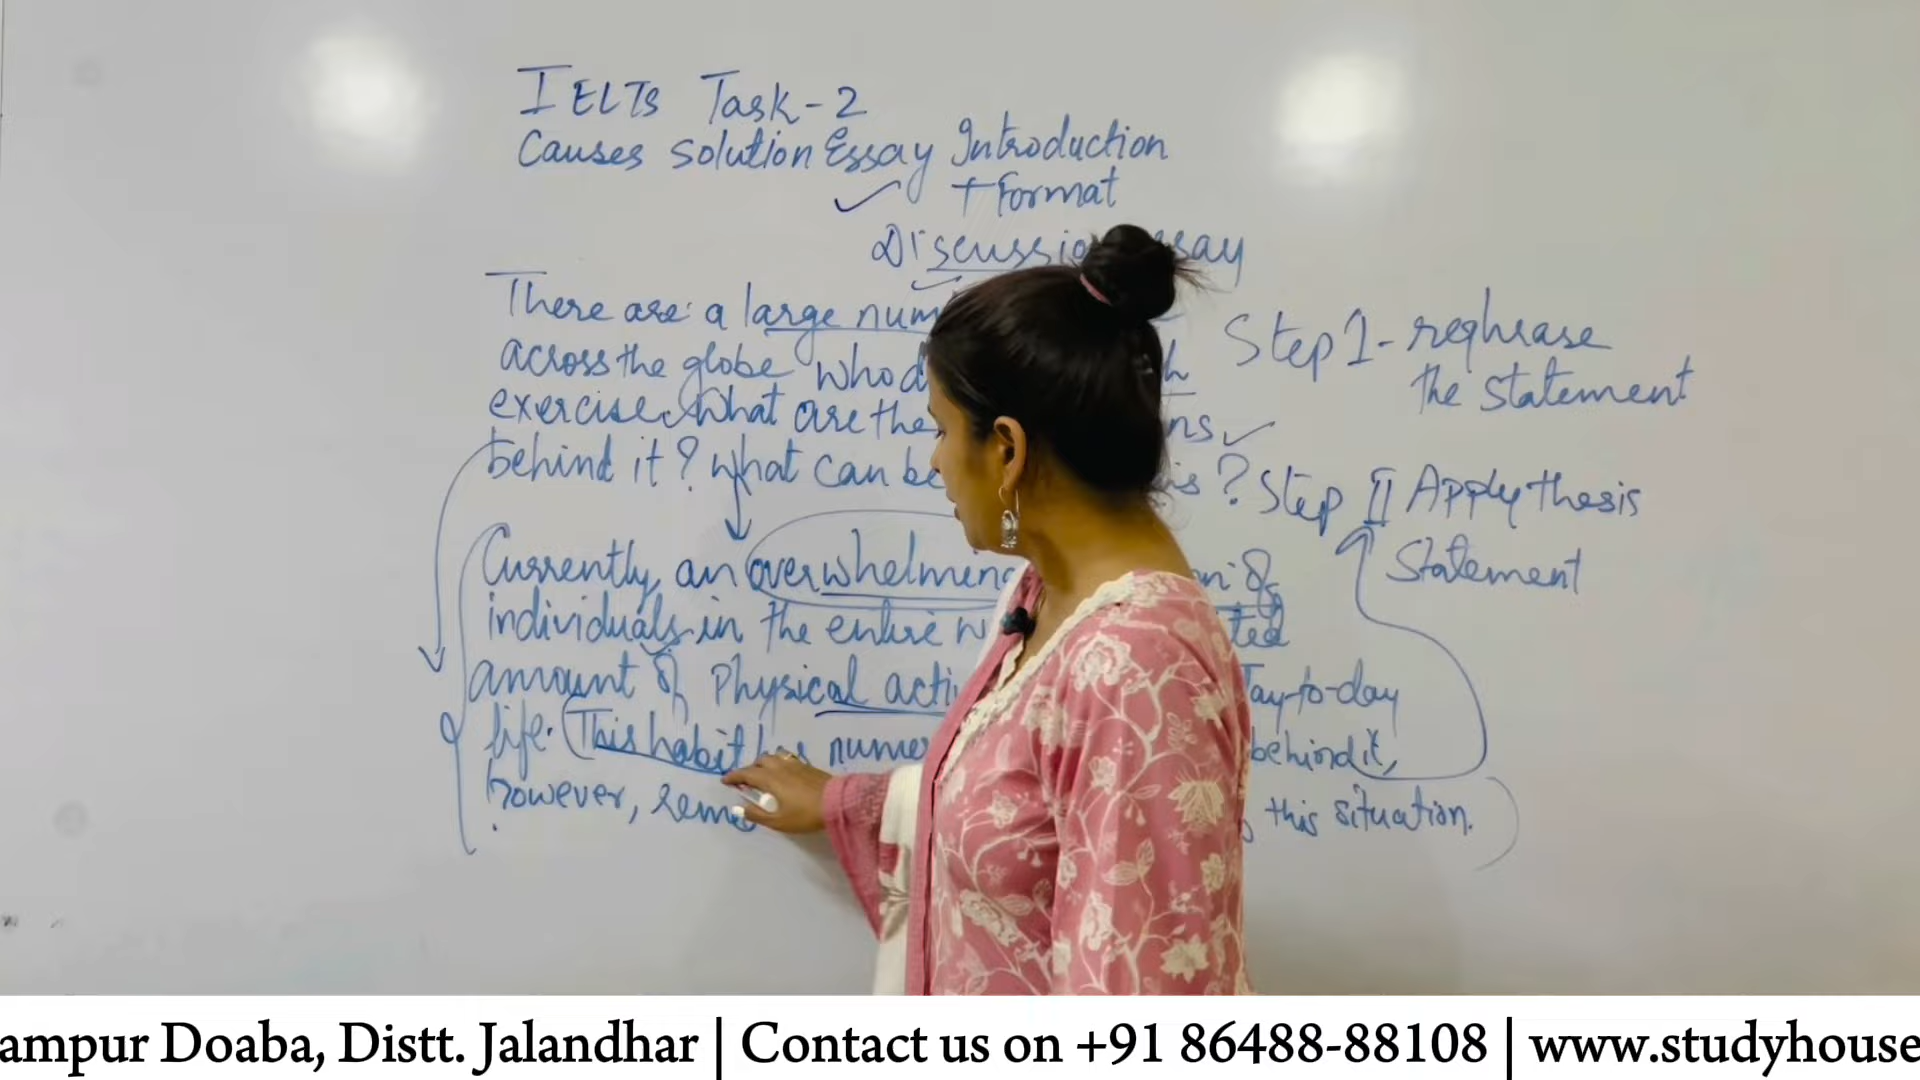 IELTS Task-2
Causes solution Essay Introduction
+ Format
Discussion Essay
There are a large num
across the globe who d
exercise. What are the ns
behind it? What can be is?
Step 1 - rephrase
the statement
Step II Apply thesis
Statement
Currently, an overwhelming of
individuals in the entire w ted
amount of Physical acti day-to-day
life. This habit has numer behind it,
however, reme this situation.
ampur Doaba, Distt. Jalandhar | Contact us on +91 86488-88108 | www.studyhouse